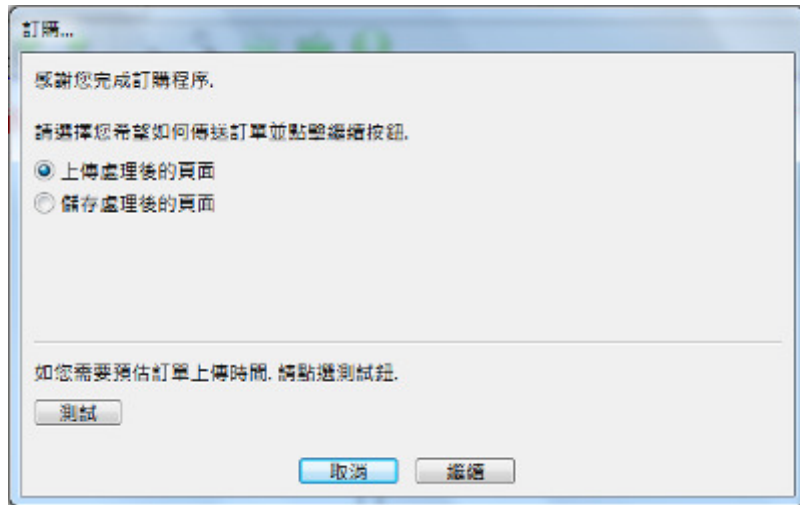 訂購...
感謝您完成訂購程序.
請選擇您希望如何傳送訂單並點擊繼續按鈕.
上傳處理後的頁面
儲存處理後的頁面
如您需要預估訂單上傳時間. 請點選測試鈕.
測試
取消
繼續